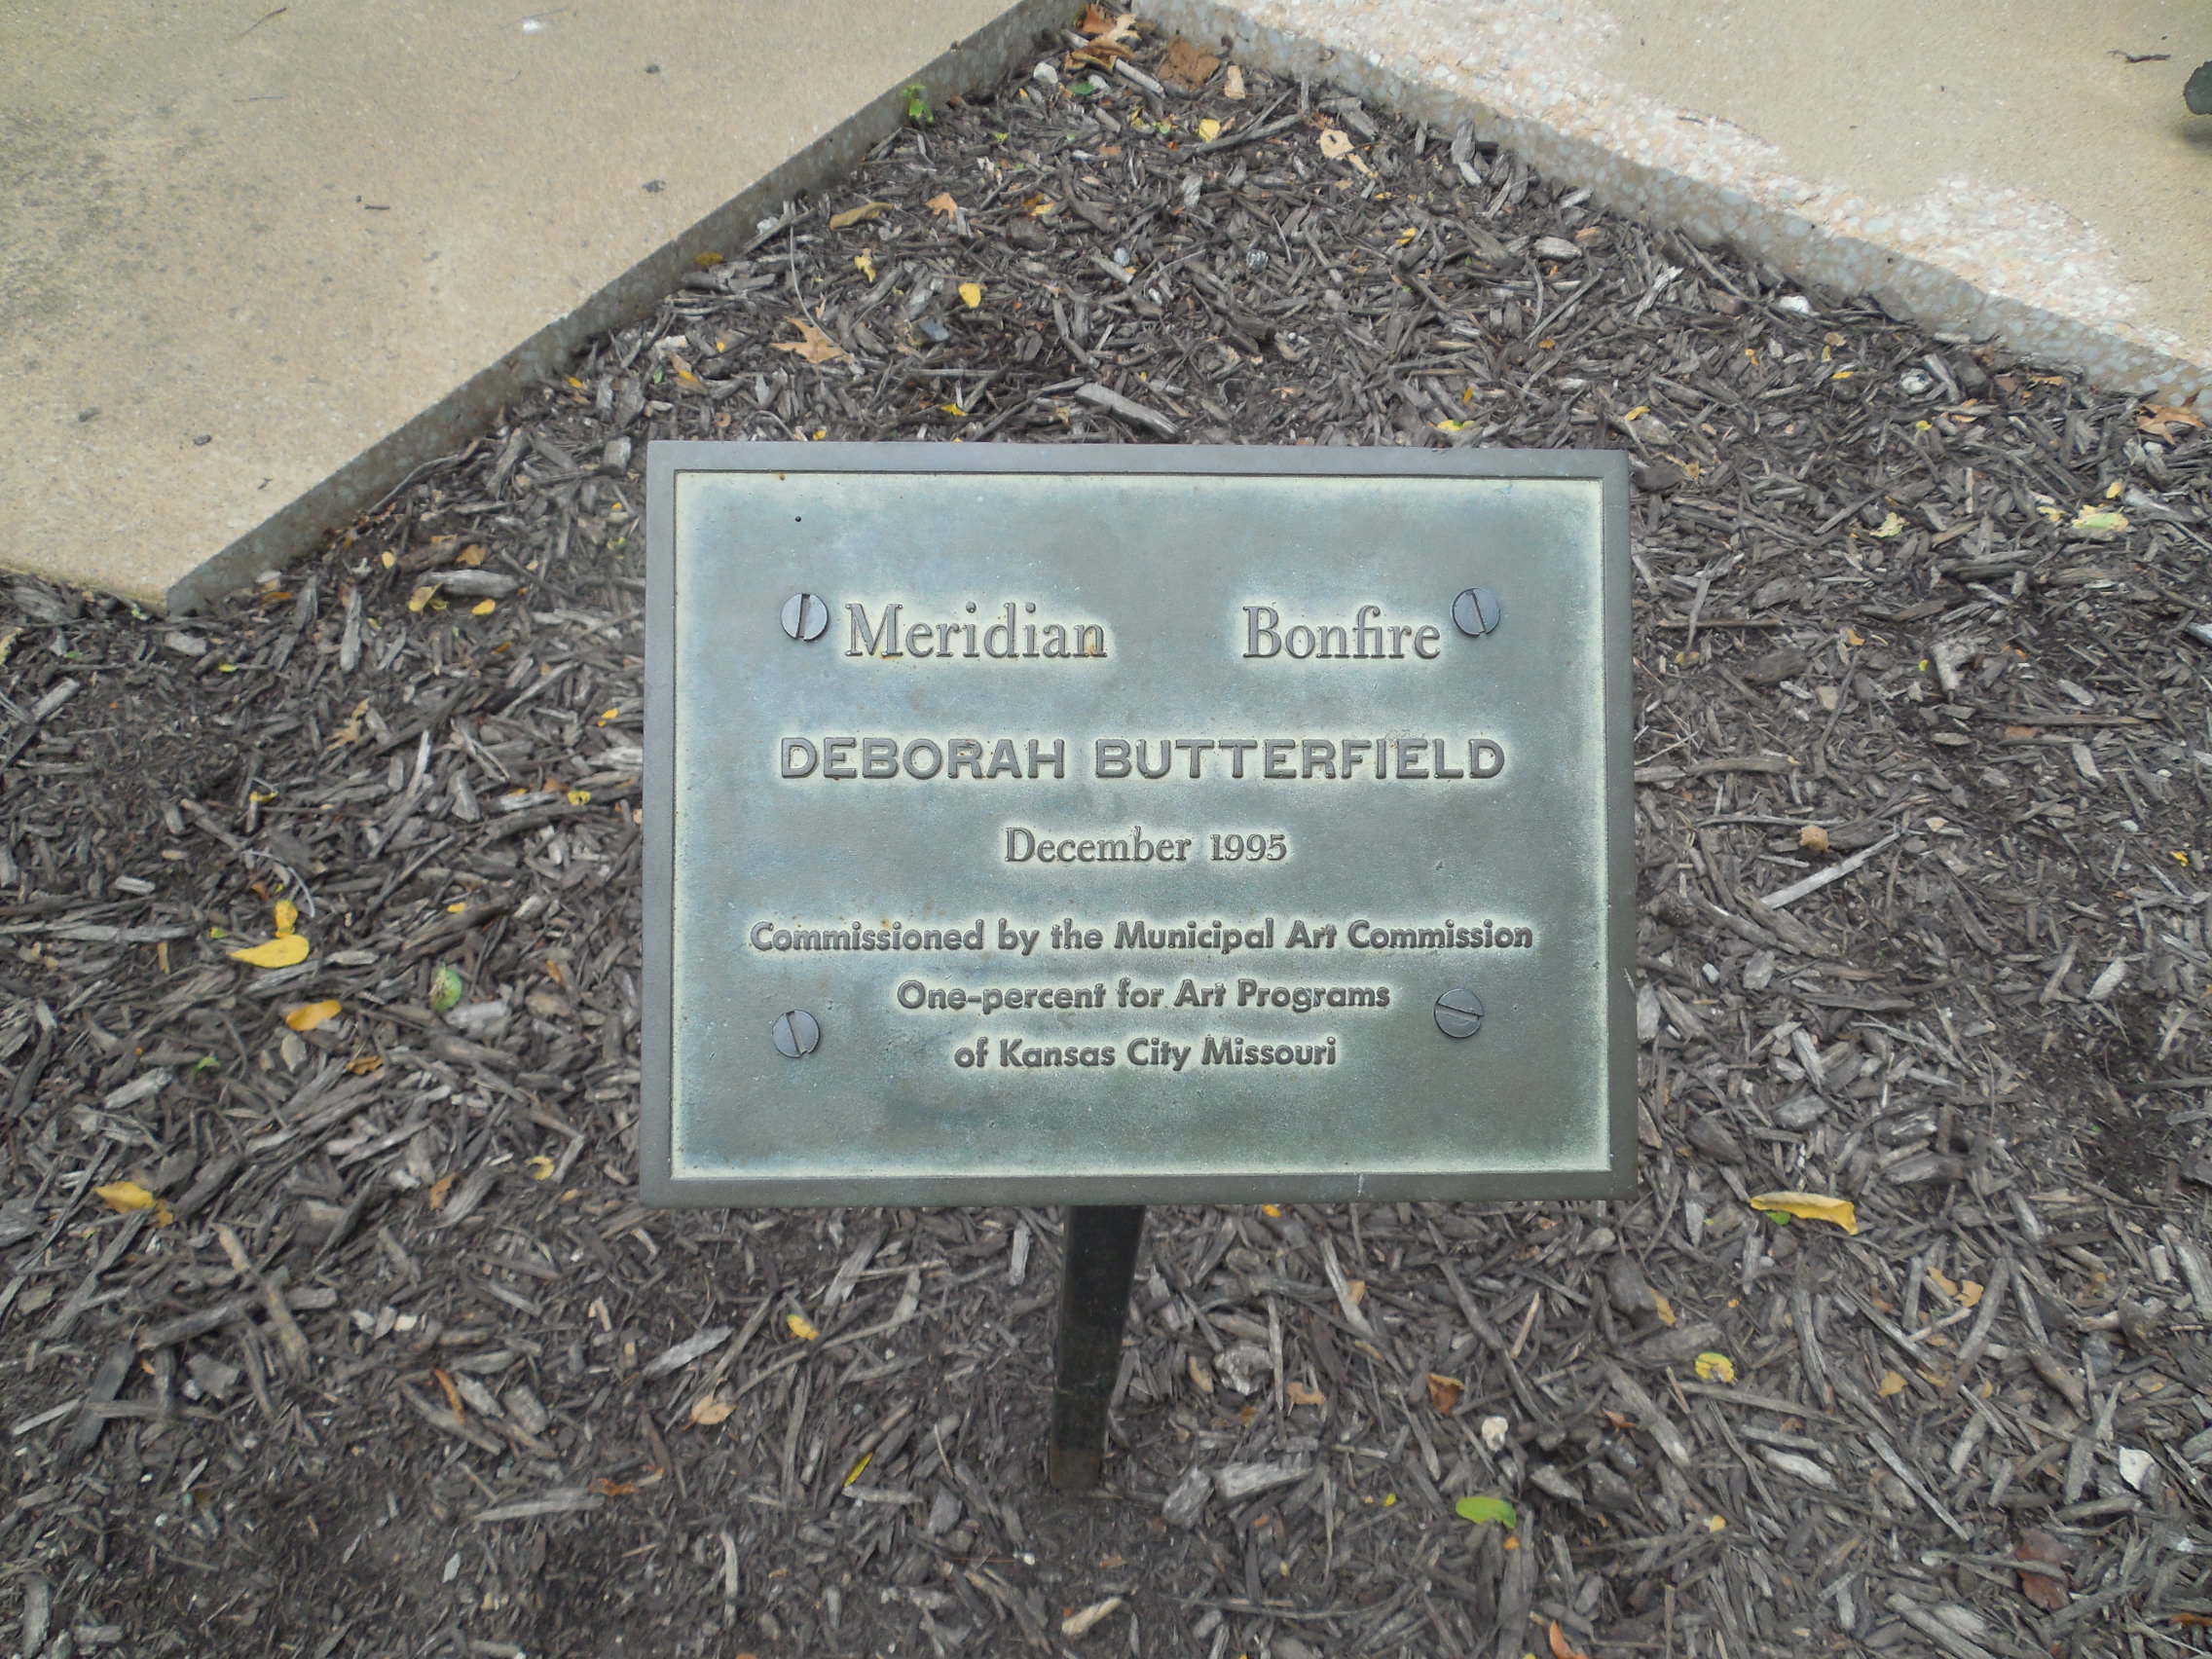 Meridian Bonfire
DEBORAH BUTTERFIELD
December 1995
Commissioned by the Municipal Art Commission
One-percent for Art Programs
of Kansas City Missouri